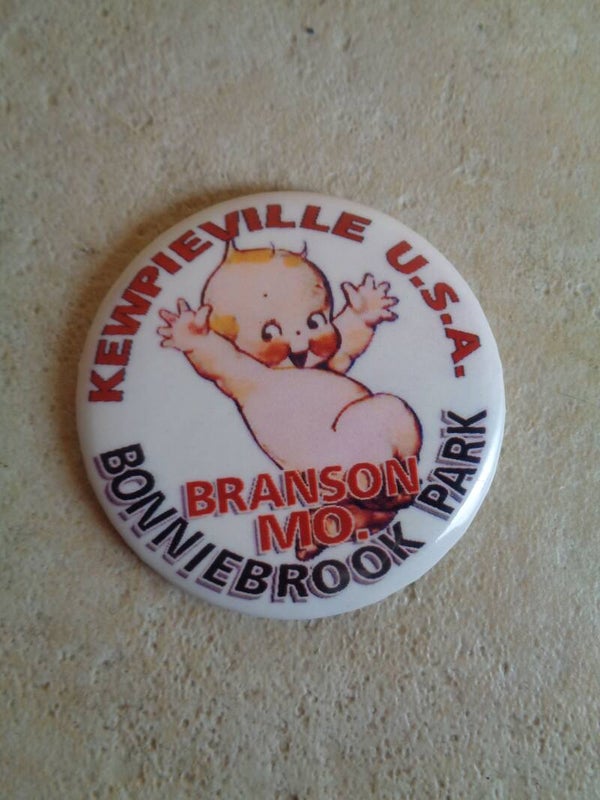 KEWPIEVILLE U.S.A.
BRANSON
MO.
BONNIEBROOK PARK